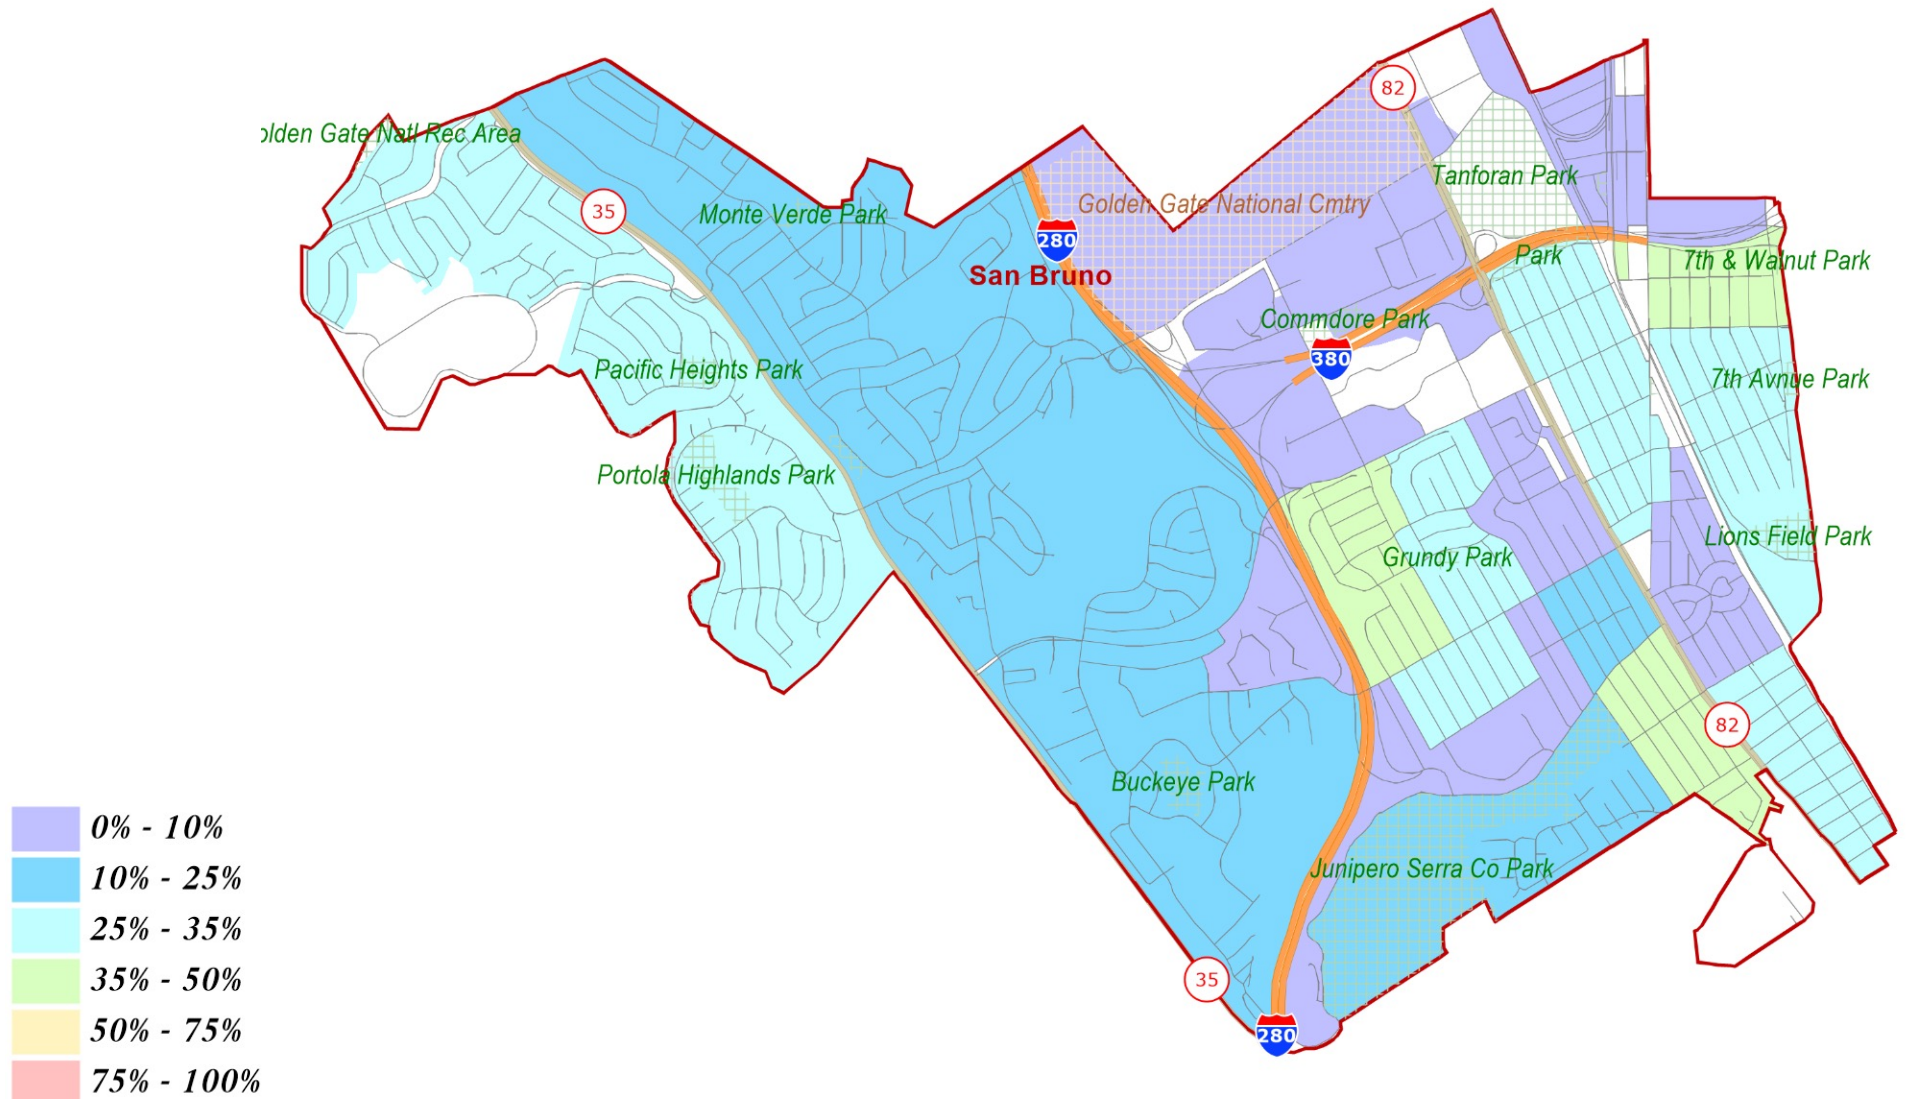 82
olden Gate Natl Rec Area
Tanforan Park
35
Monte Verde Park
Golden Gate National Cmtry
280
Park
7th & Walnut Park
San Bruno
Commdore Park
380
Pacific Heights Park
7th Avnue Park
Portola Highlands Park
Lions Field Park
Grundy Park
82
Buckeye Park
Junipero Serra Co Park
35
280
0% - 10%
10% - 25%
25% - 35%
35% - 50%
50% - 75%
75% - 100%